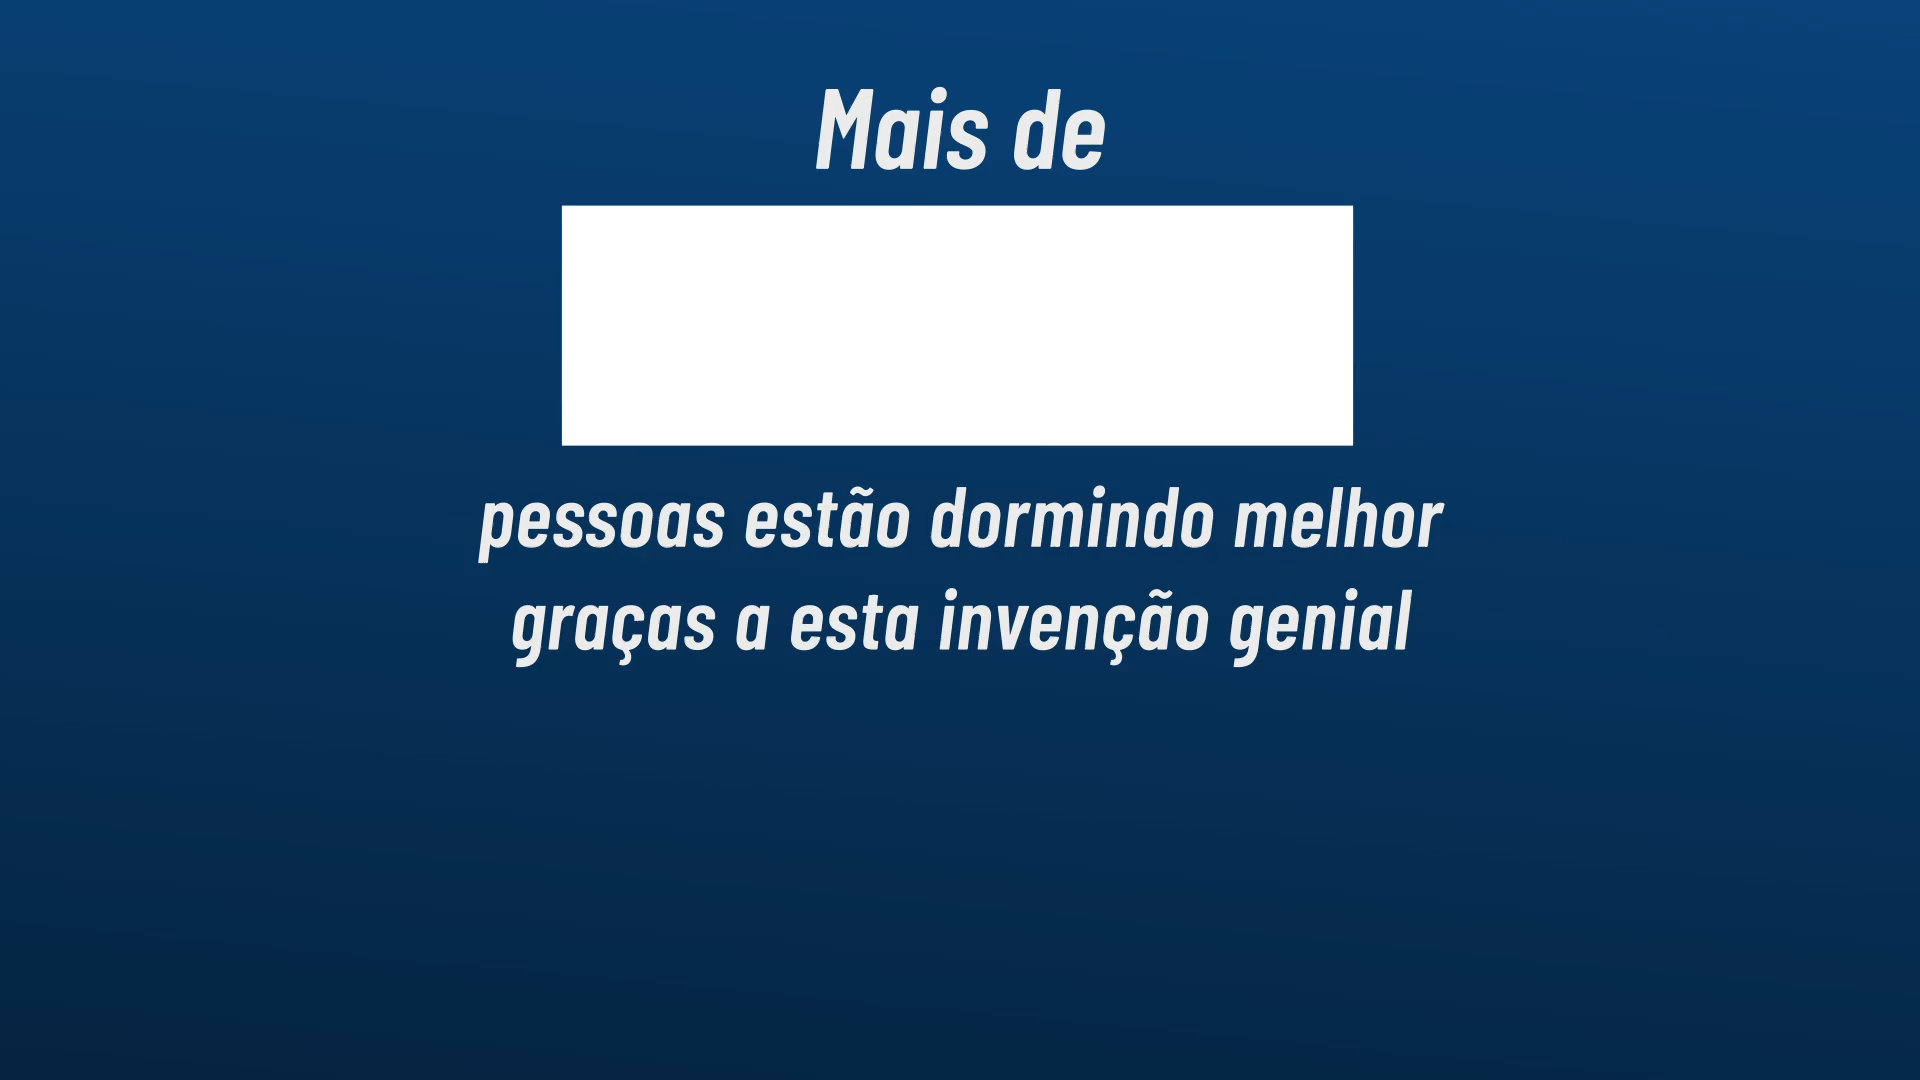 Mais de
pessoas estão dormindo melhor
graças a esta invenção genial